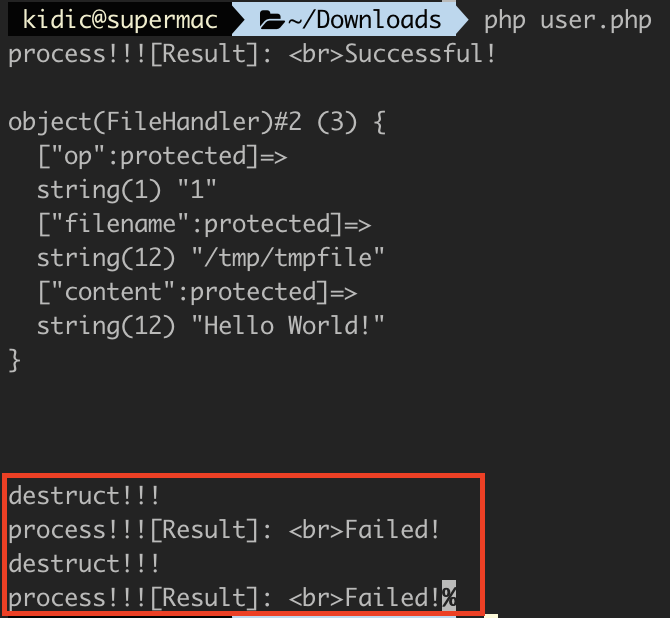 kidic@supermac ~/Downloads php user.php
process!!![Result]: <br>Successful!
object(FileHandler)#2 (3) {
  ["op":protected]=>
  string(1) "1"
  ["filename":protected]=>
  string(12) "/tmp/tmpfile"
  ["content":protected]=>
  string(12) "Hello World!"
}
destruct!!!
process!!![Result]: <br>Failed!
destruct!!!
process!!![Result]: <br>Failed!%